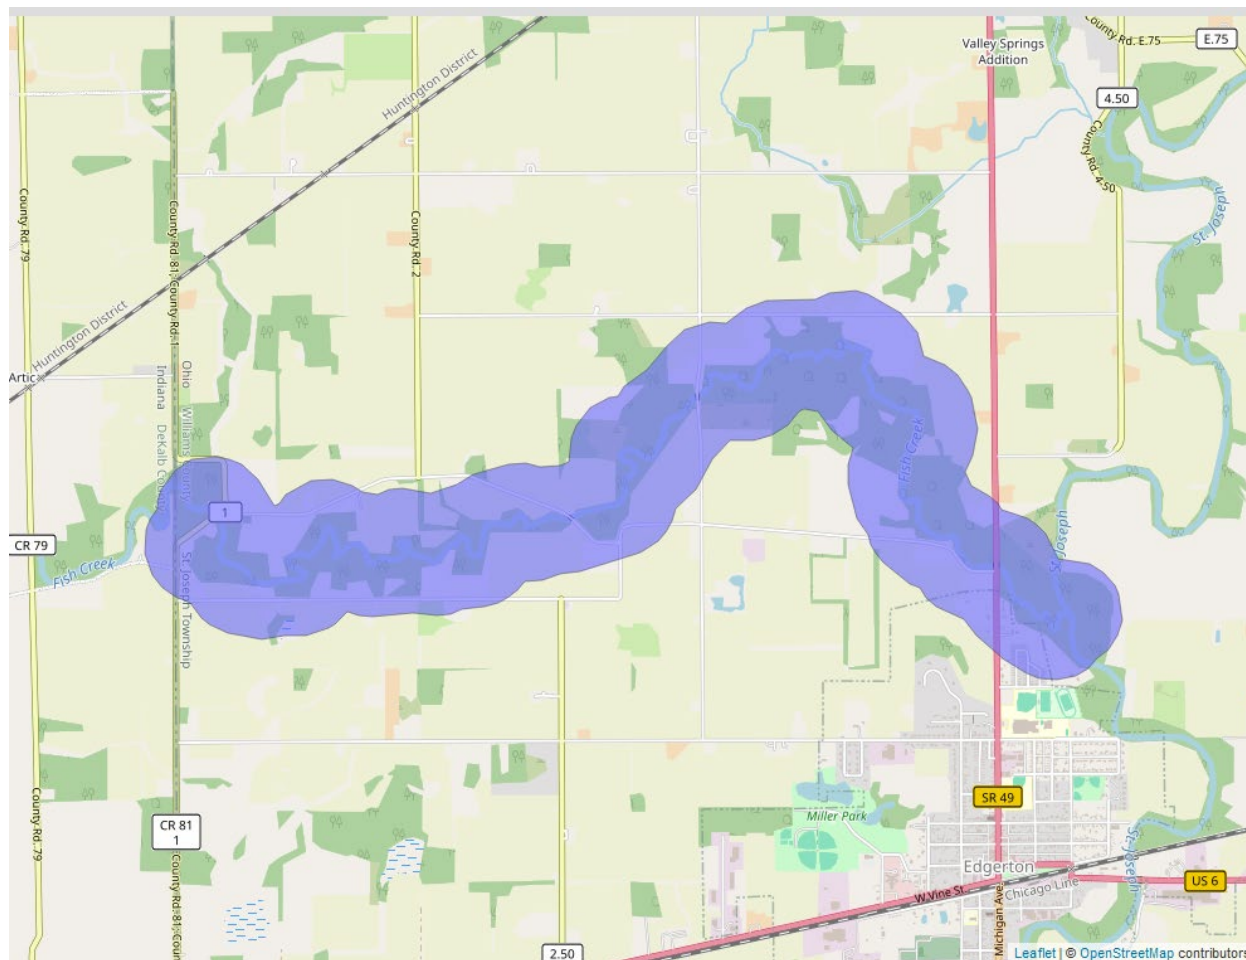 Valley Springs
Addition
County Rd. E.75
E.75
4.50
County Rd. 4-50
Huntington District
County Rd. 79
County Rd. 81; County Rd. 1
County Rd. 2
St. Joseph
Huntington District
Artic
Ohio
Indiana
Williams County
DeKalb County
Fish Creek
1
CR 79
St. Joseph
Fish Creek
St. Joseph Township
County Rd. 79
SR 49
Miller Park
CR 81
1
St. Joseph
Edgerton
US 6
W Vine St
Chicago Line
Michigan Ave
County Rd. 81; Coun
2.50
Leaflet | © OpenStreetMap contributors